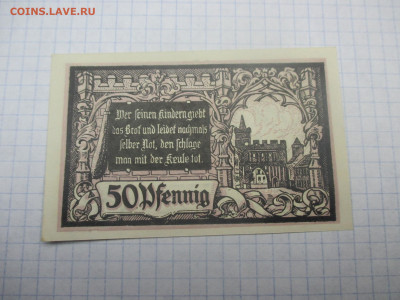 COINS.LAVE.RU
Wer seinen Kindern giebt
das Brot und leidet nachmals
selber Not, den schlage
man mit der Keule tot.
50 Pfennig